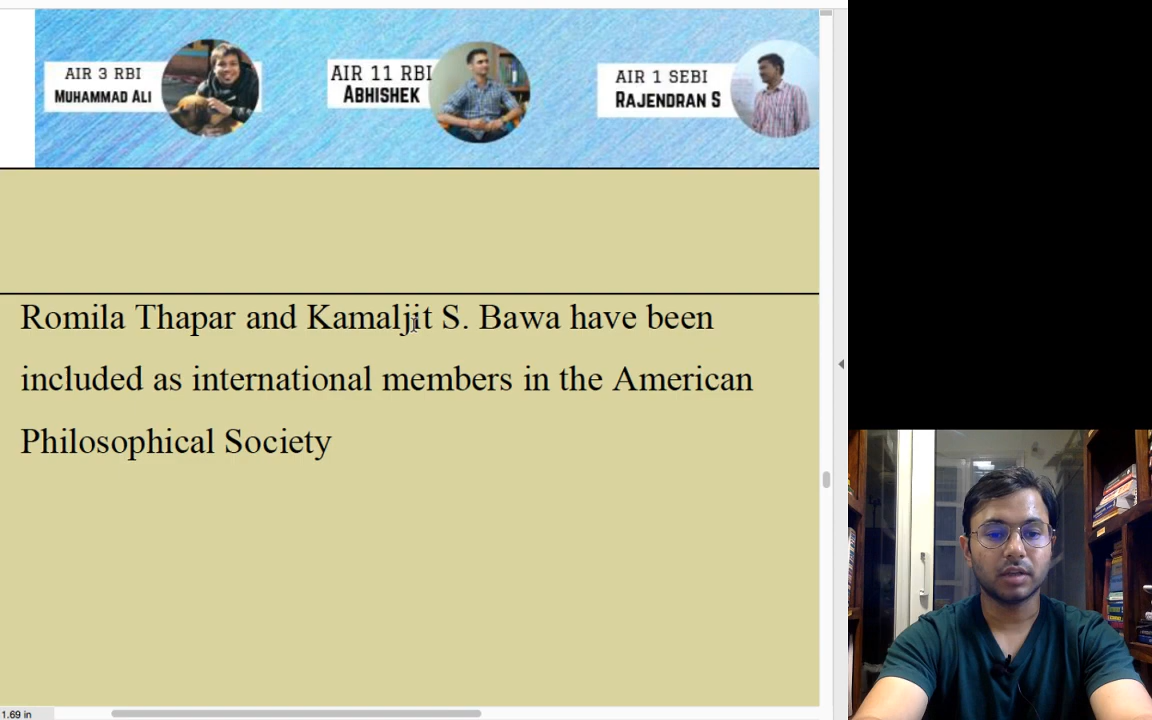 AIR 3 RBI
MUHAMMAD ALI
AIR 11 RBI
ABHISHEK
AIR 1 SEBI
RAJENDRAN S
Romila Thapar and Kamaljit S. Bawa have been
included as international members in the American
Philosophical Society
1.69 in